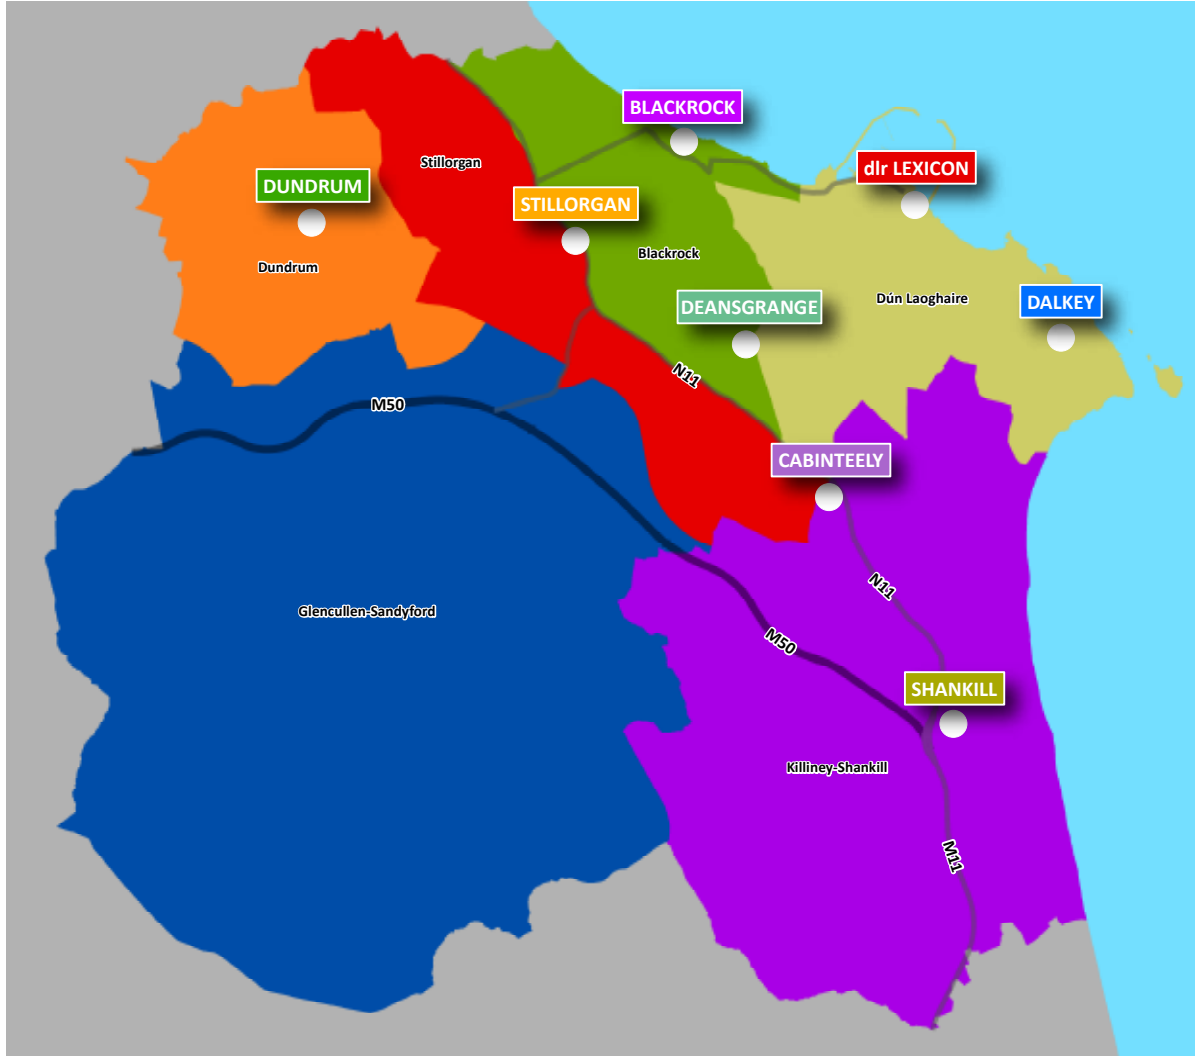 BLACKROCK
Stillorgan
dlr LEXICON
DUNDRUM
STILLORGAN
Blackrock
Dundrum
Dún Laoghaire
DALKEY
DEANSGRANGE
N11
M50
CABINTEELY
N11
Glencullen-Sandyford
M50
SHANKILL
Killiney-Shankill
M11